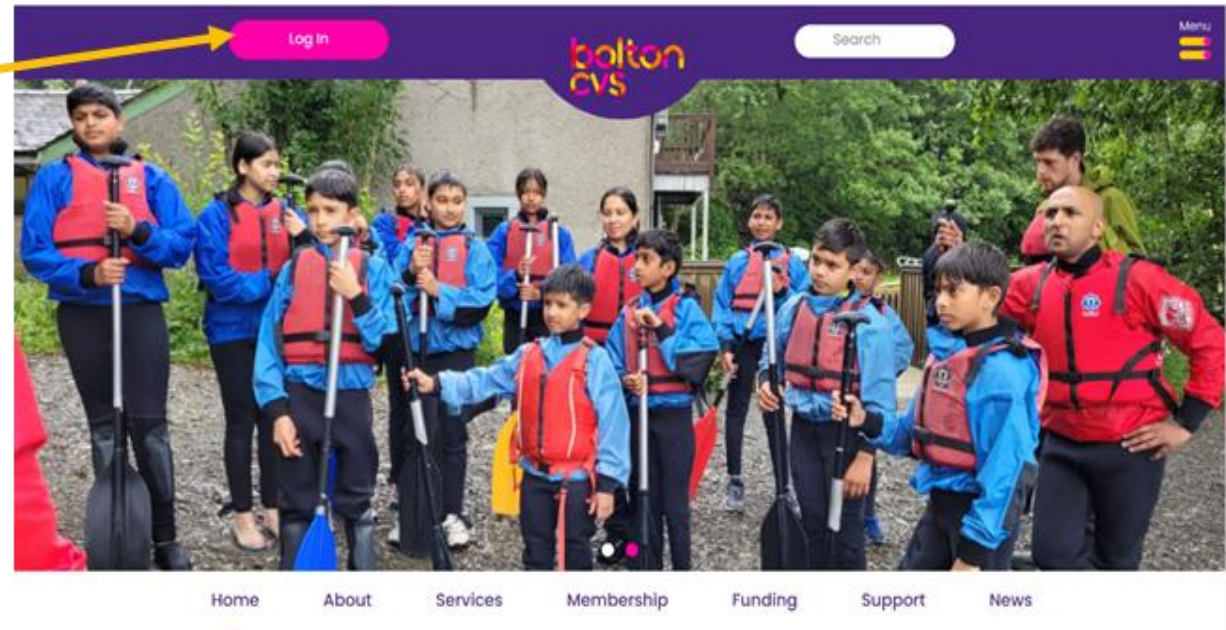 Log In
bolton
cvs
Search
Menu
Home About Services Membership Funding Support News